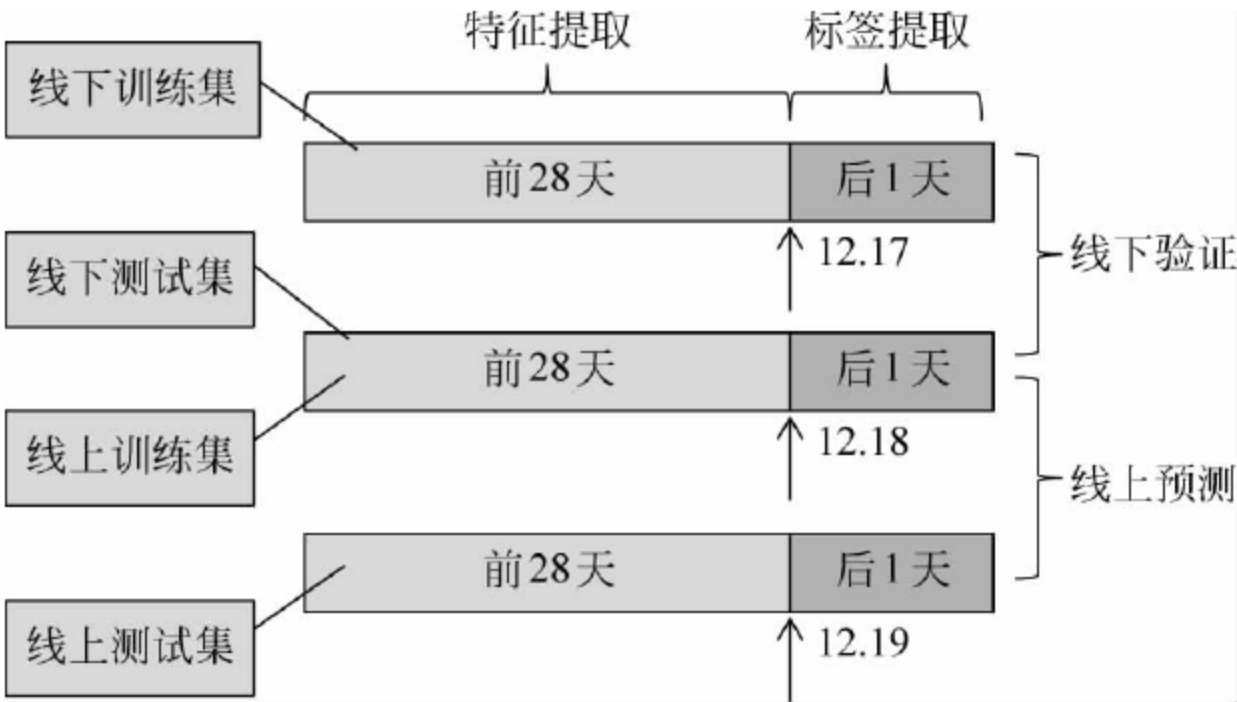 特征提取
标签提取
线下训练集
前28天
后1天
12.17
线下验证
线下测试集
前28天
后1天
12.18
线上训练集
线上预测
前28天
后1天
12.19
线上测试集